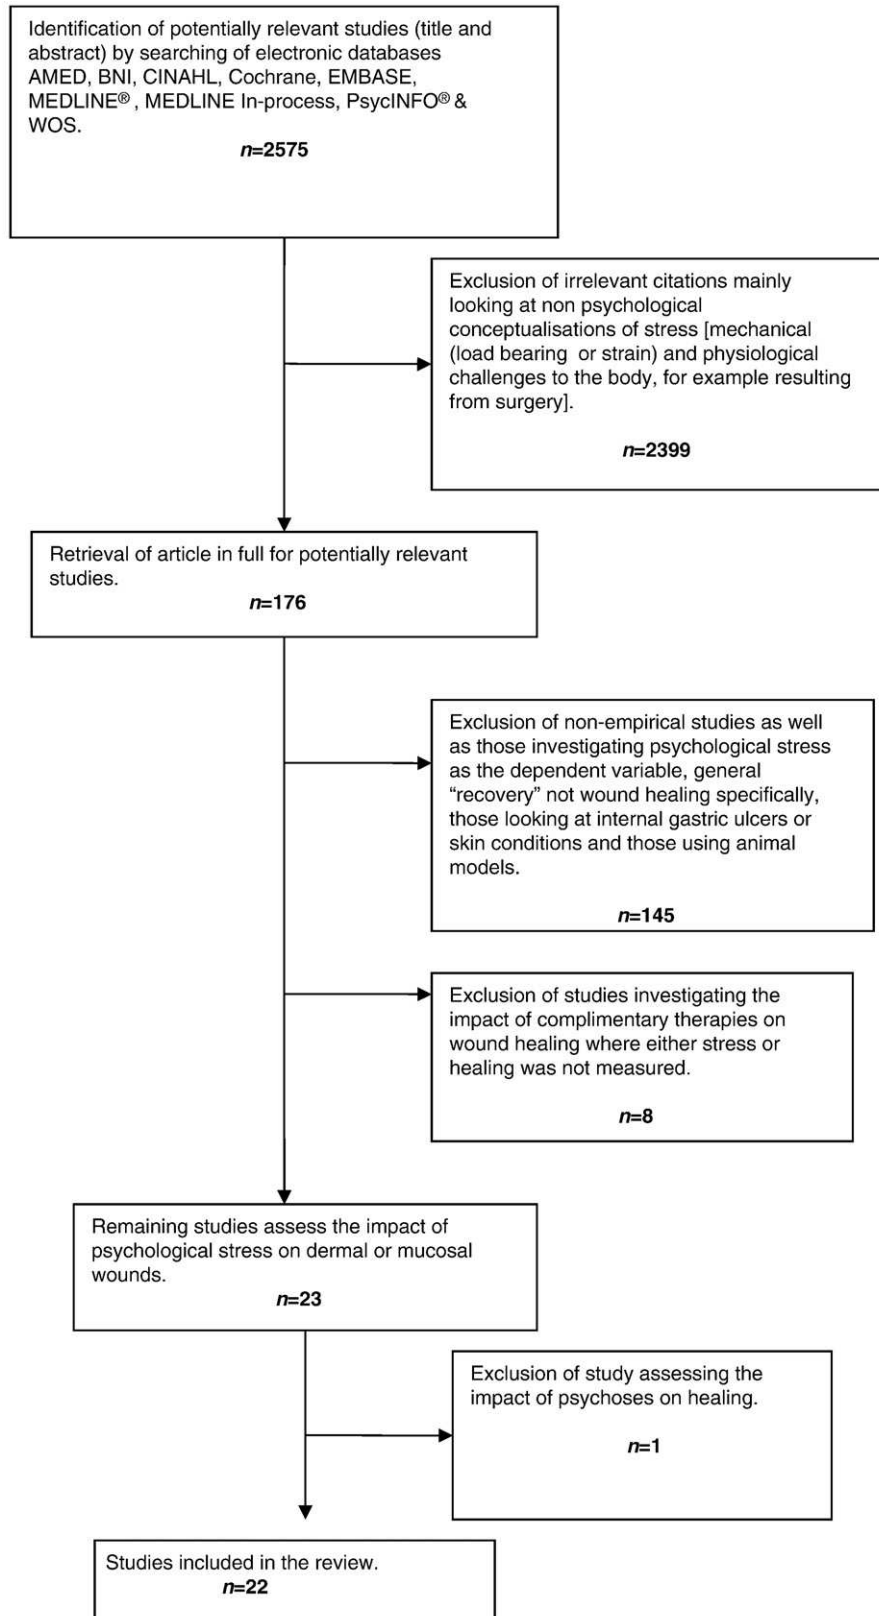 Identification of potentially relevant studies (title and
abstract) by searching of electronic databases
AMED, BNI, CINAHL, Cochrane, EMBASE,
MEDLINE® , MEDLINE In-process, PsycINFO® &
WOS.
n=2575
Exclusion of irrelevant citations mainly
looking at non psychological
conceptualisations of stress [mechanical
(load bearing or strain) and physiological
challenges to the body, for example resulting
from surgery].
n=2399
Retrieval of article in full for potentially relevant
studies.
n=176
Exclusion of non-empirical studies as well
as those investigating psychological stress
as the dependent variable, general
“recovery” not wound healing specifically,
those looking at internal gastric ulcers or
skin conditions and those using animal
models.
n=145
Exclusion of studies investigating the
impact of complimentary therapies on
wound healing where either stress or
healing was not measured.
n=8
Remaining studies assess the impact of
psychological stress on dermal or mucosal
wounds.
n=23
Exclusion of study assessing the
impact of psychoses on healing.
n=1
Studies included in the review.
n=22